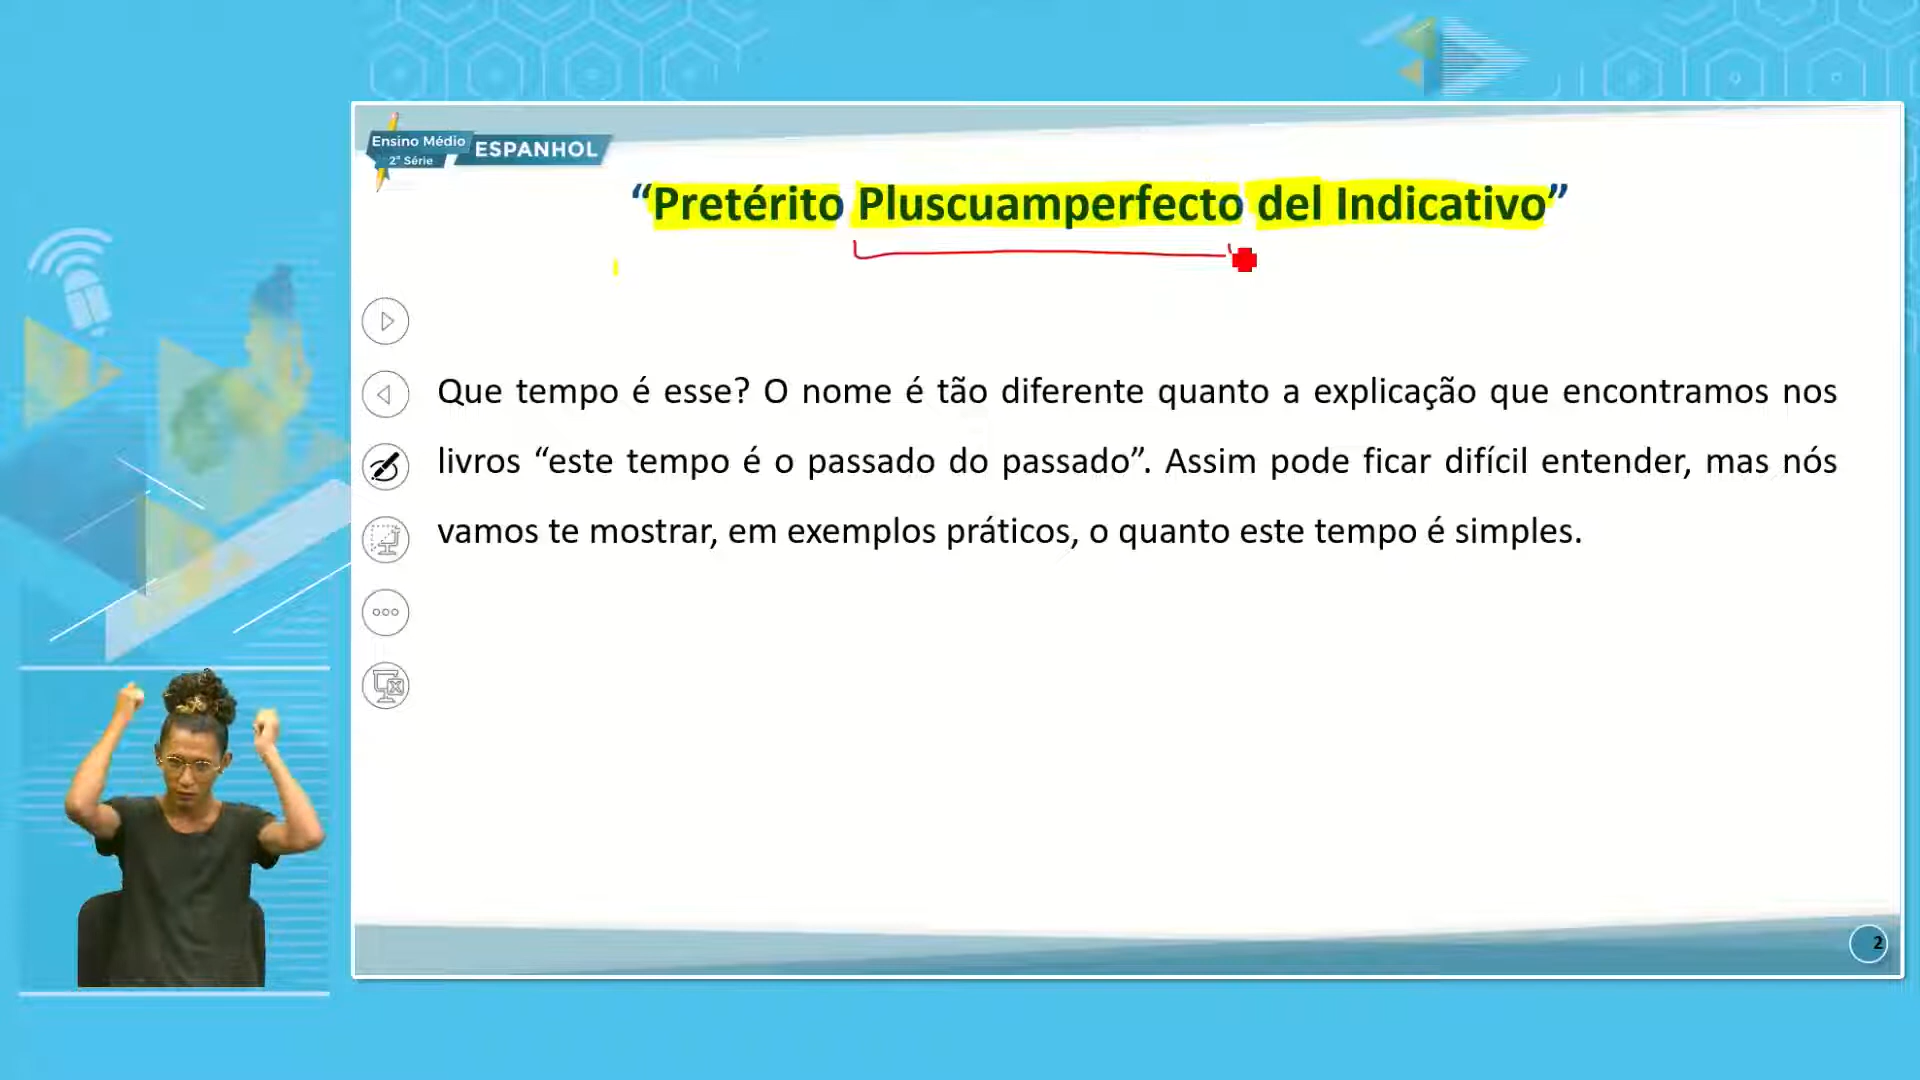 Ensino Médio
2ª Série
ESPANHOL
“Pretérito Pluscuamperfecto del Indicativo”
Que tempo é esse? O nome é tão diferente quanto a explicação que encontramos nos
livros “este tempo é o passado do passado”. Assim pode ficar difícil entender, mas nós
vamos te mostrar, em exemplos práticos, o quanto este tempo é simples.
2